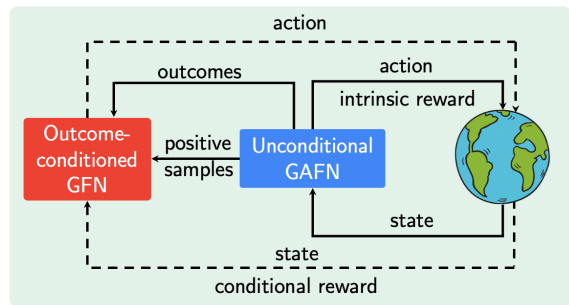 action
outcomes
action
intrinsic reward
Outcome-
conditioned
GFN
positive
samples
Unconditional
GAFN
state
state
conditional reward